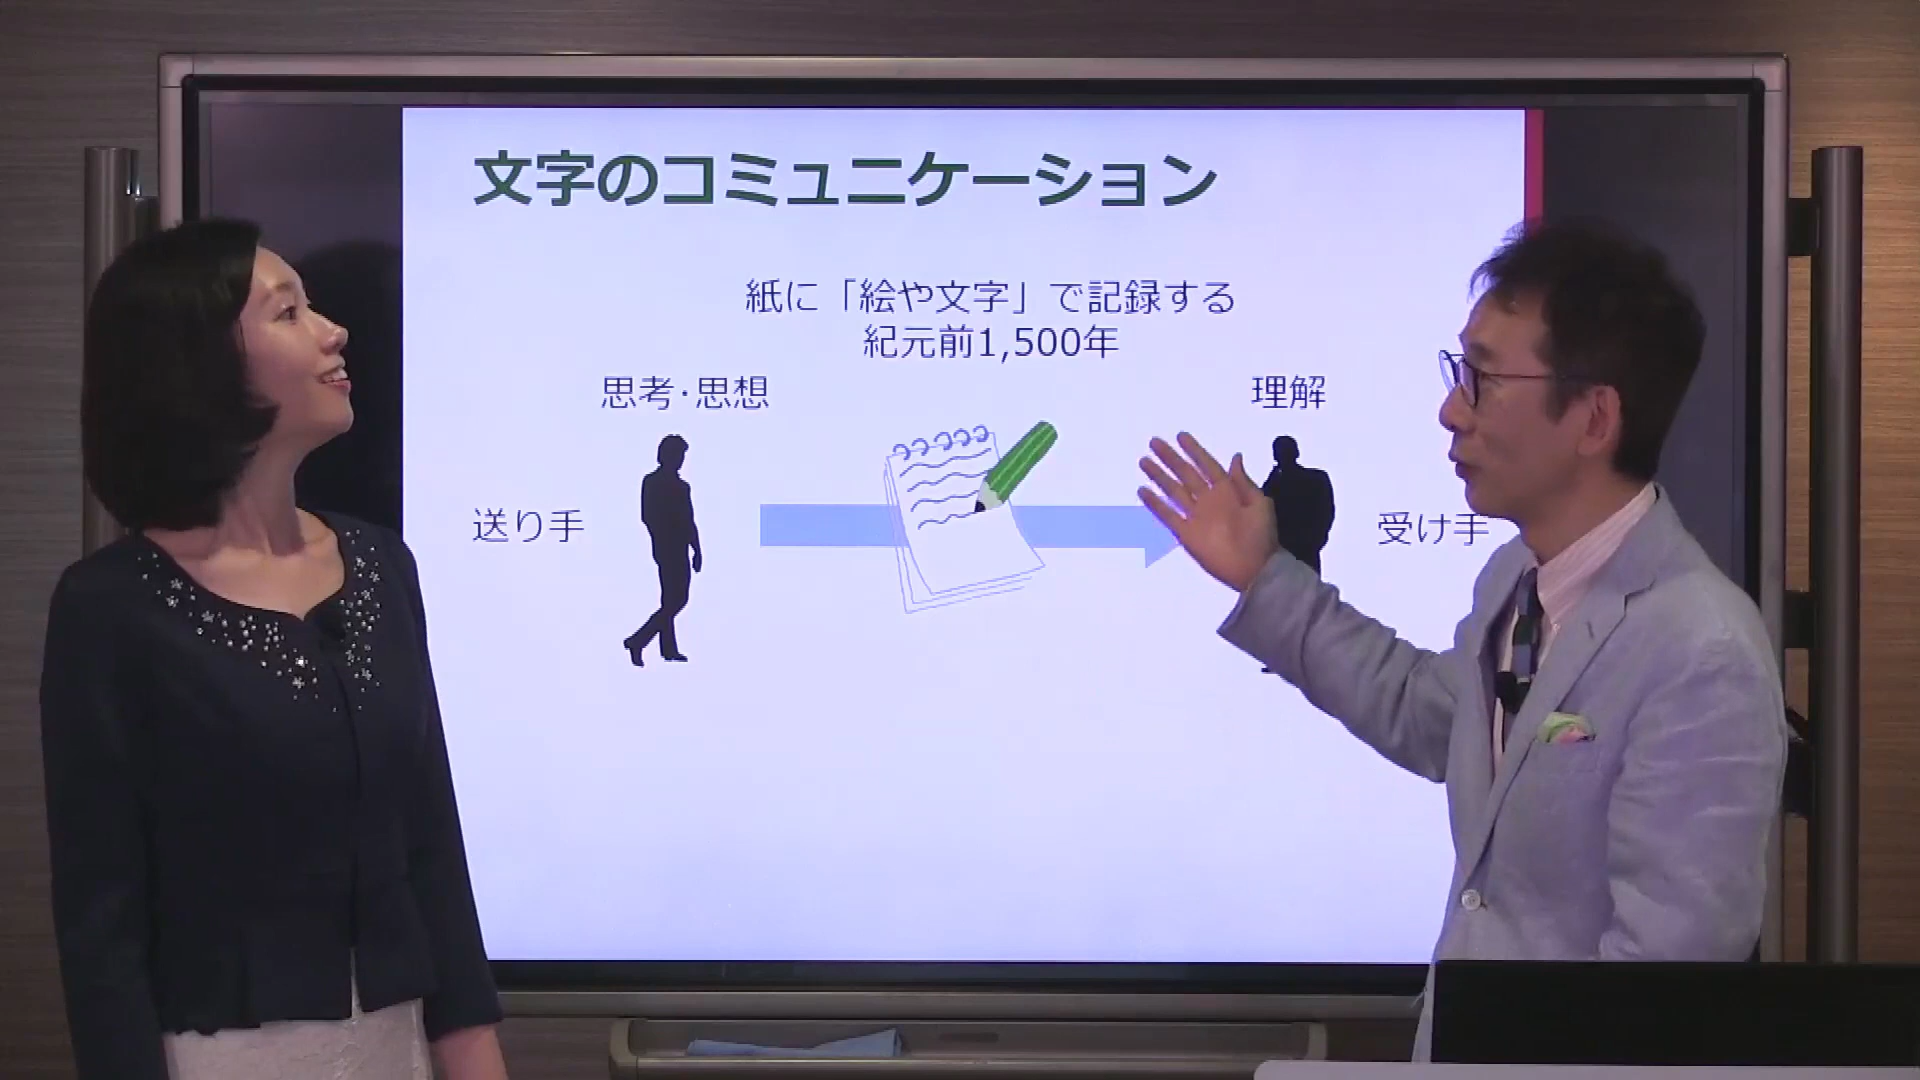 文字のコミュニケーション
紙に「絵や文字」で記録する
紀元前1,500年
思考･思想
理解
送り手
受け手